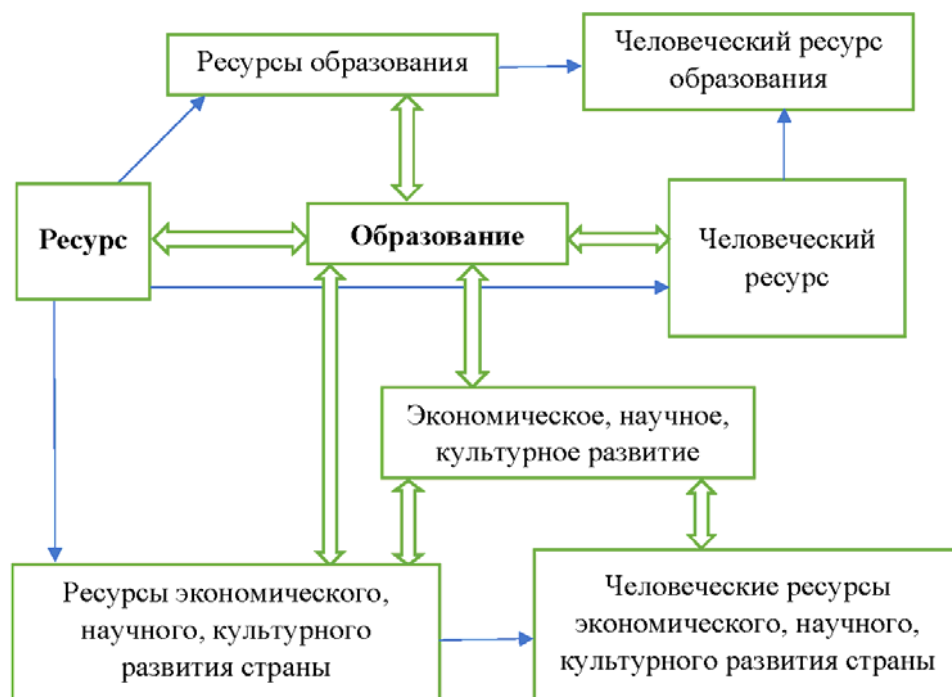 Ресурсы образования
Человеческий ресурс
образования
Ресурс
Образование
Человеческий
ресурс
Экономическое, научное,
культурное развитие
Ресурсы экономического,
научного, культурного
развития страны
Человеческие ресурсы
экономического, научного,
культурного развития страны